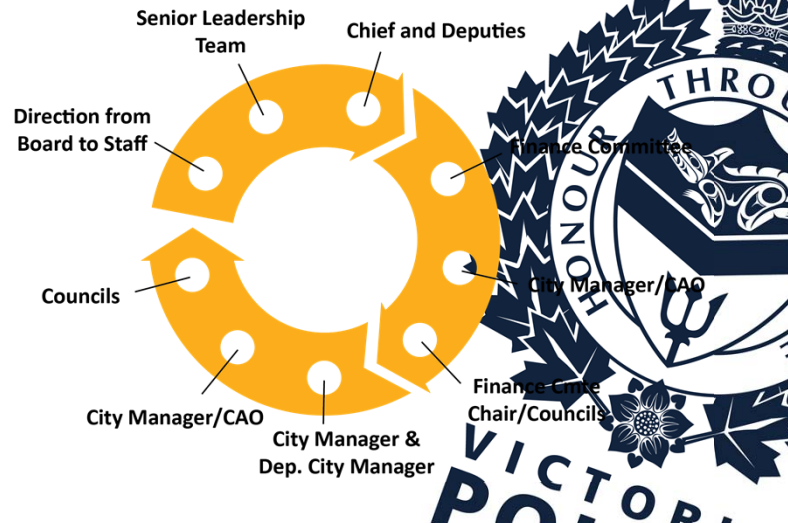 Senior Leadership
Team
Chief and Deputies
Direction from
Board to Staff
Finance Committee
City Manager/CAO
Finance Cmte
Chair/Councils
City Manager &
Dep. City Manager
City Manager/CAO
Councils
HONOUR THROU
VICTORI